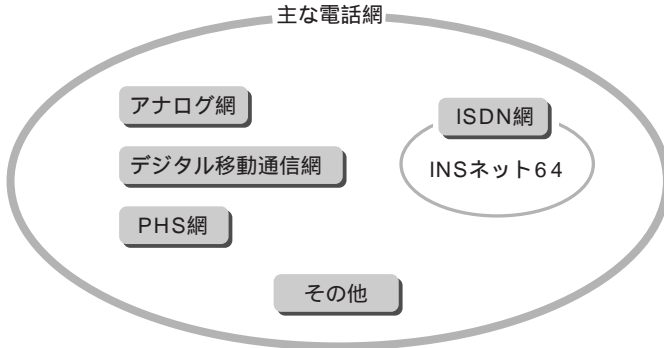 主な電話網
アナログ網
ISDN網
デジタル移動通信網
INSネット64
PHS網
その他